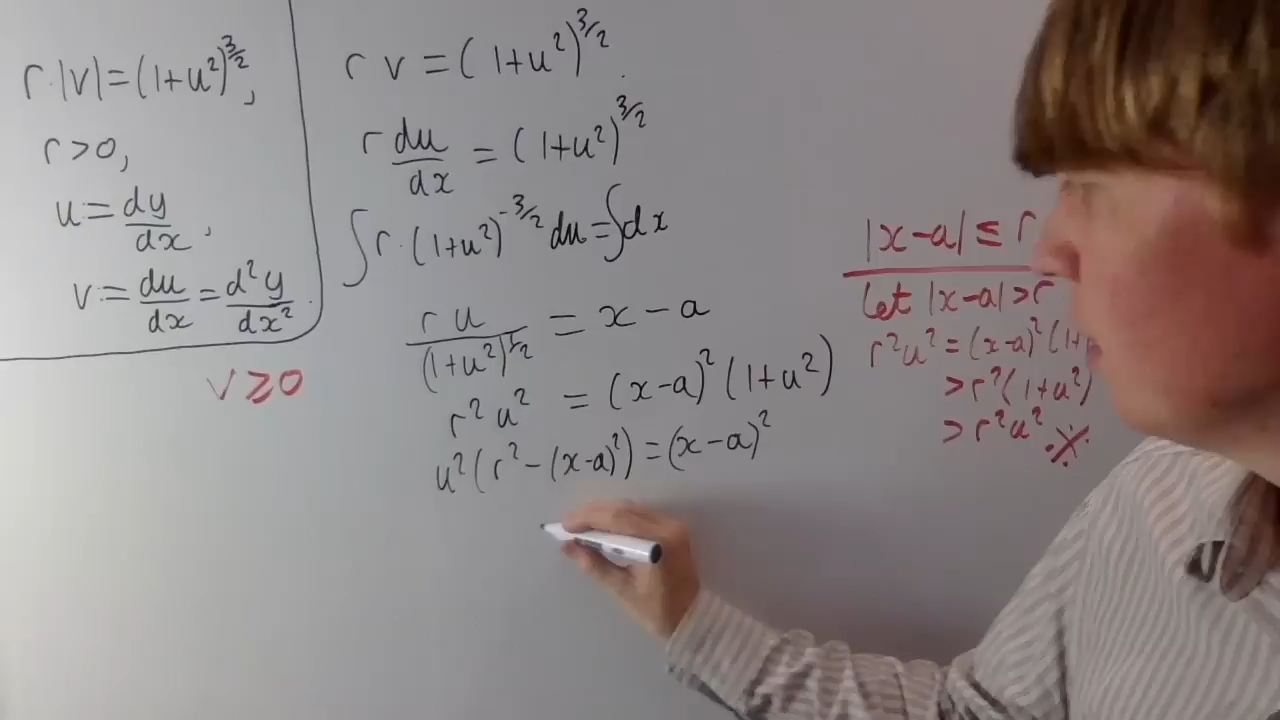 r·|v|=(1+u²)^3/2,
r>0,
u:=dy/dx,
v:=du/dx=d²y/dx².
v≥0
r v=(1+u²)^3/2.
r du/dx=(1+u²)^3/2
∫r·(1+u²)^-3/2 du=∫dx
r u/(1+u²)^1/2=x-a
r²u²=(x-a)²(1+u²)
u²(r²-(x-a)²)=(x-a)²
|x-a|≤r
let |x-a|>r
r²u²=(x-a)²(1+
>r²(1+u²)
>r²u² ※